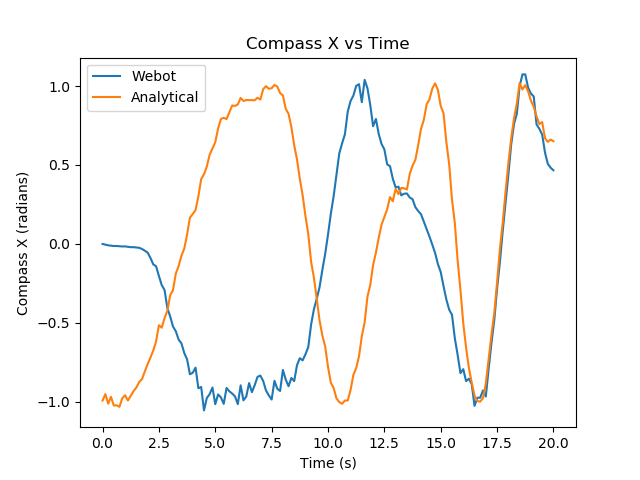 Compass X vs Time
Webot
Analytical
Compass X (radians)
1.0
0.5
0.0
−0.5
−1.0
0.0 2.5 5.0 7.5 10.0 12.5 15.0 17.5 20.0
Time (s)